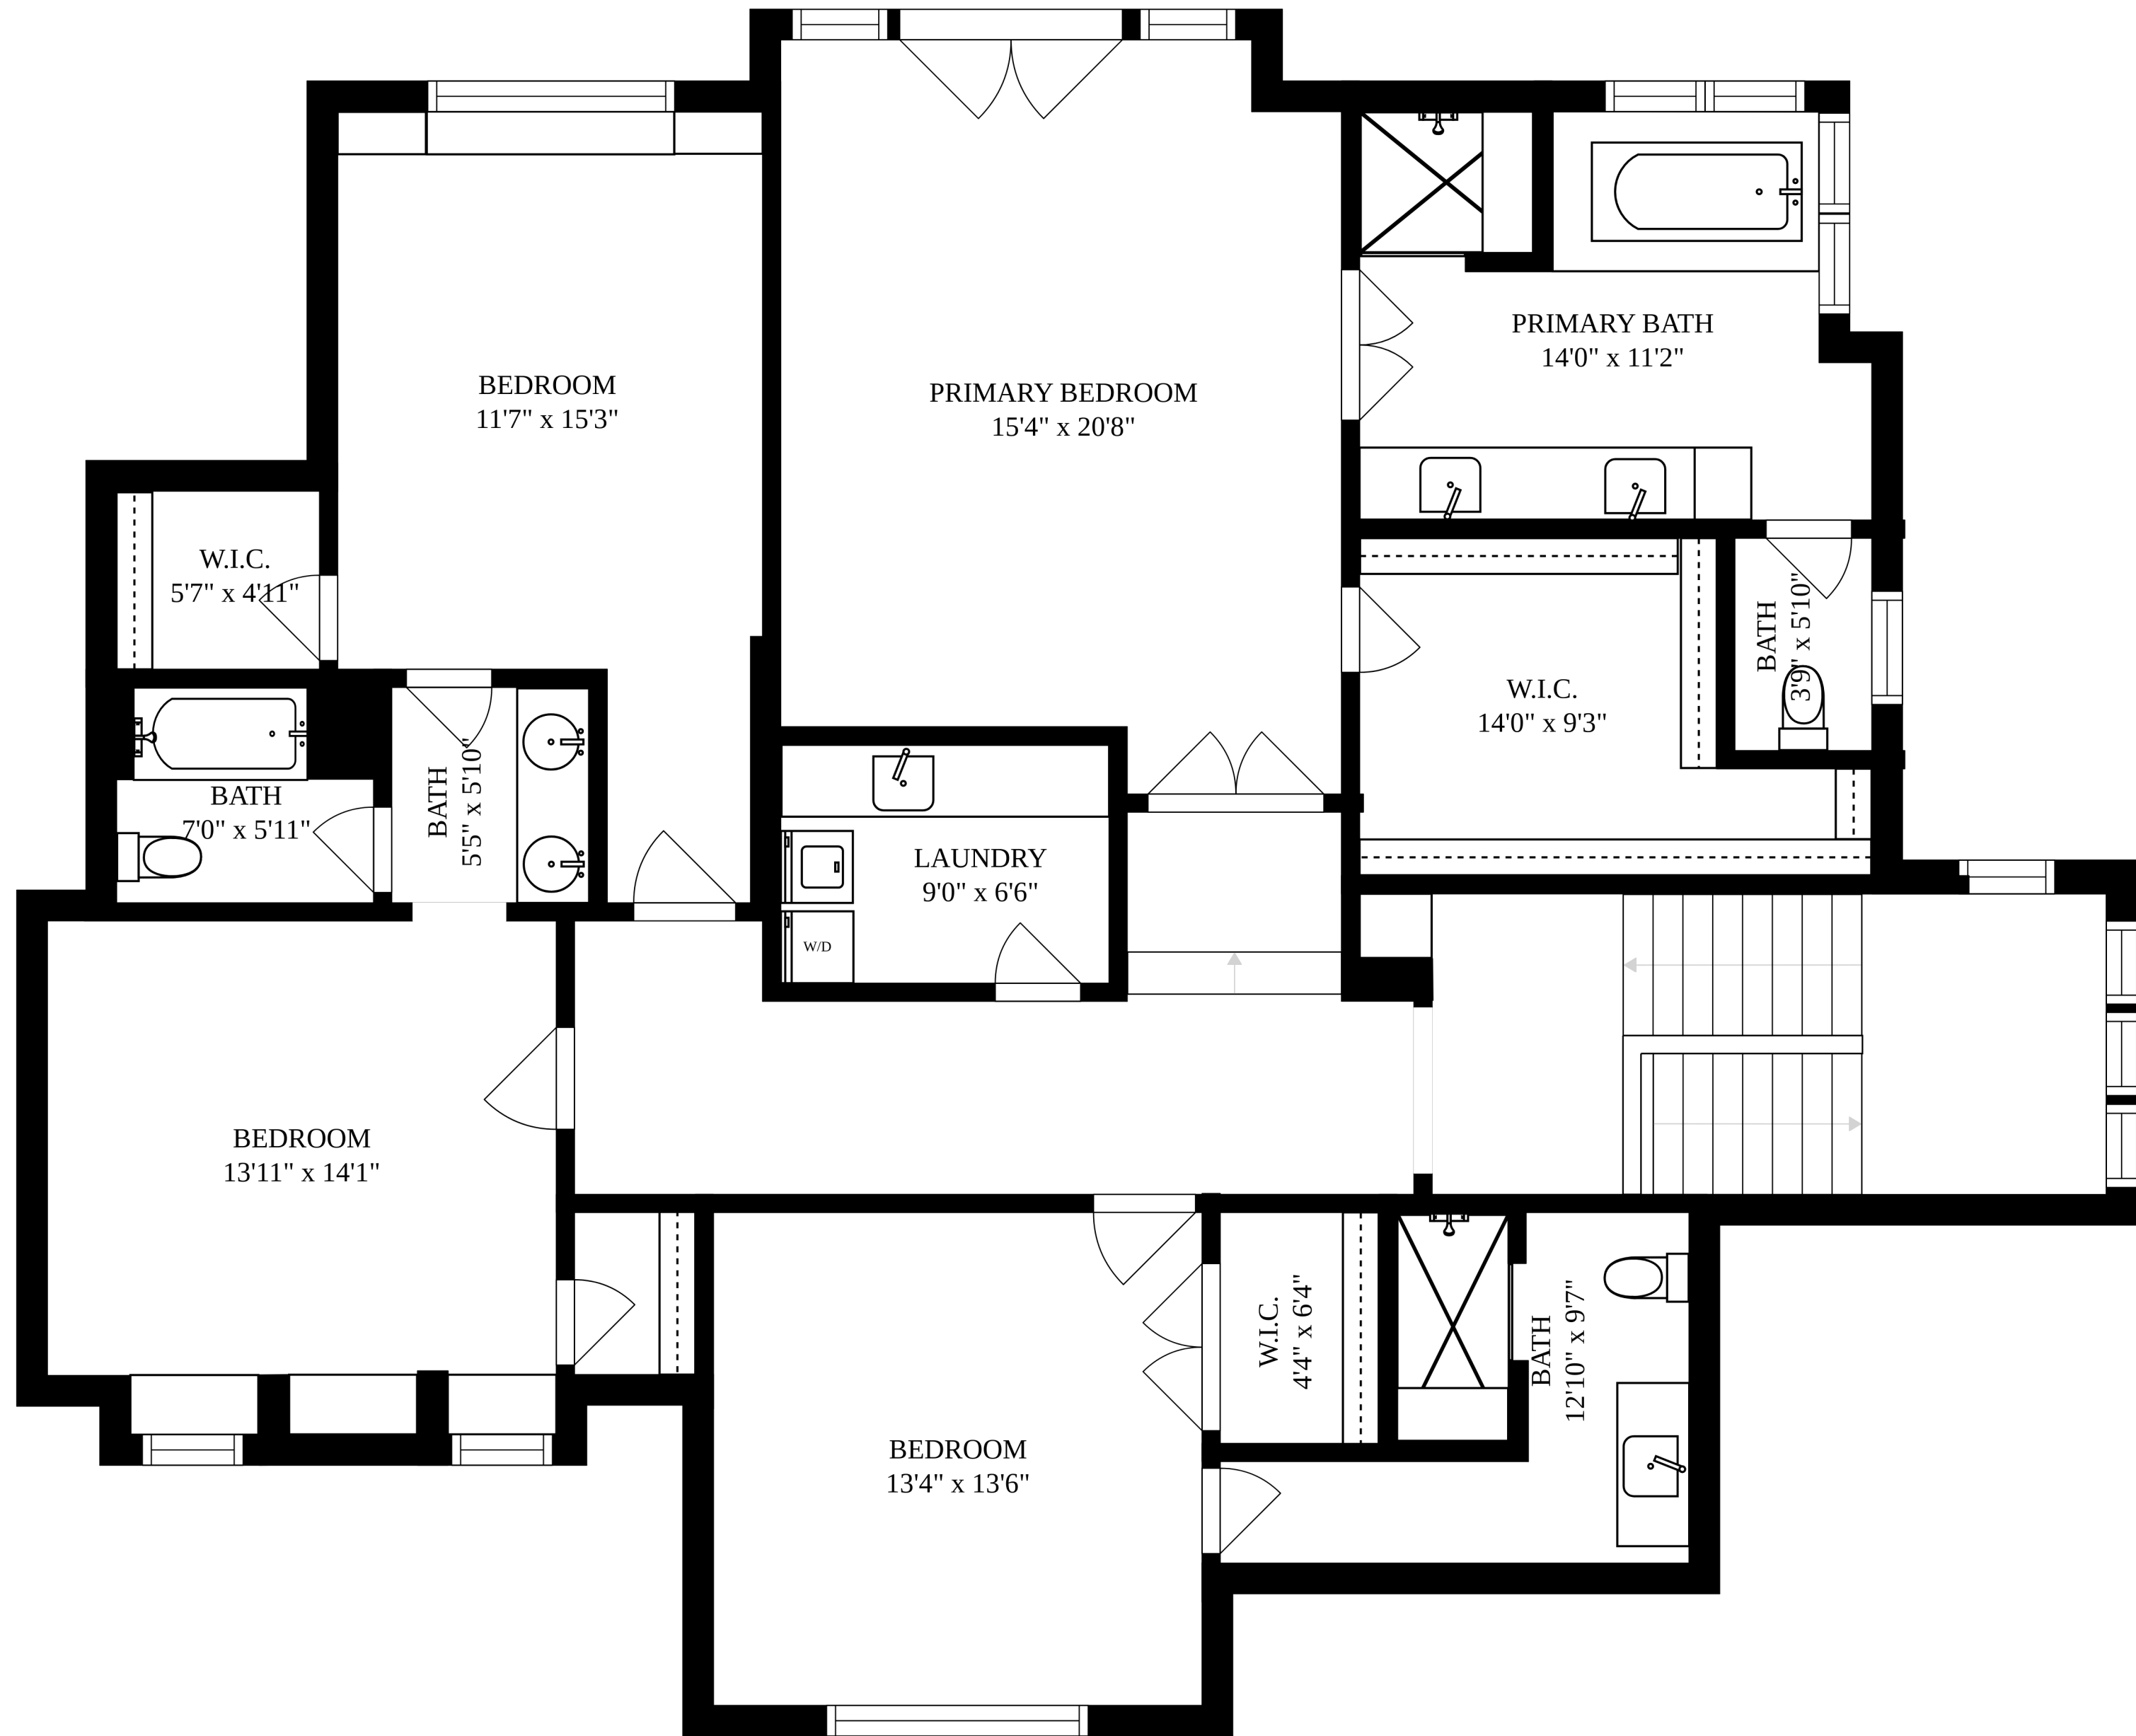 PRIMARY BATH
14'0" x 11'2"
BEDROOM
11'7" x 15'3"
PRIMARY BEDROOM
15'4" x 20'8"
W.I.C.
5'7" x 4'11"
BATH
3'9" x 5'10"
W.I.C.
14'0" x 9'3"
BATH
7'0" x 5'11"
BATH
5'5" x 5'10"
LAUNDRY
9'0" x 6'6"
W/D
BEDROOM
13'11" x 14'1"
W.I.C.
4'4" x 6'4"
BATH
12'10" x 9'7"
BEDROOM
13'4" x 13'6"